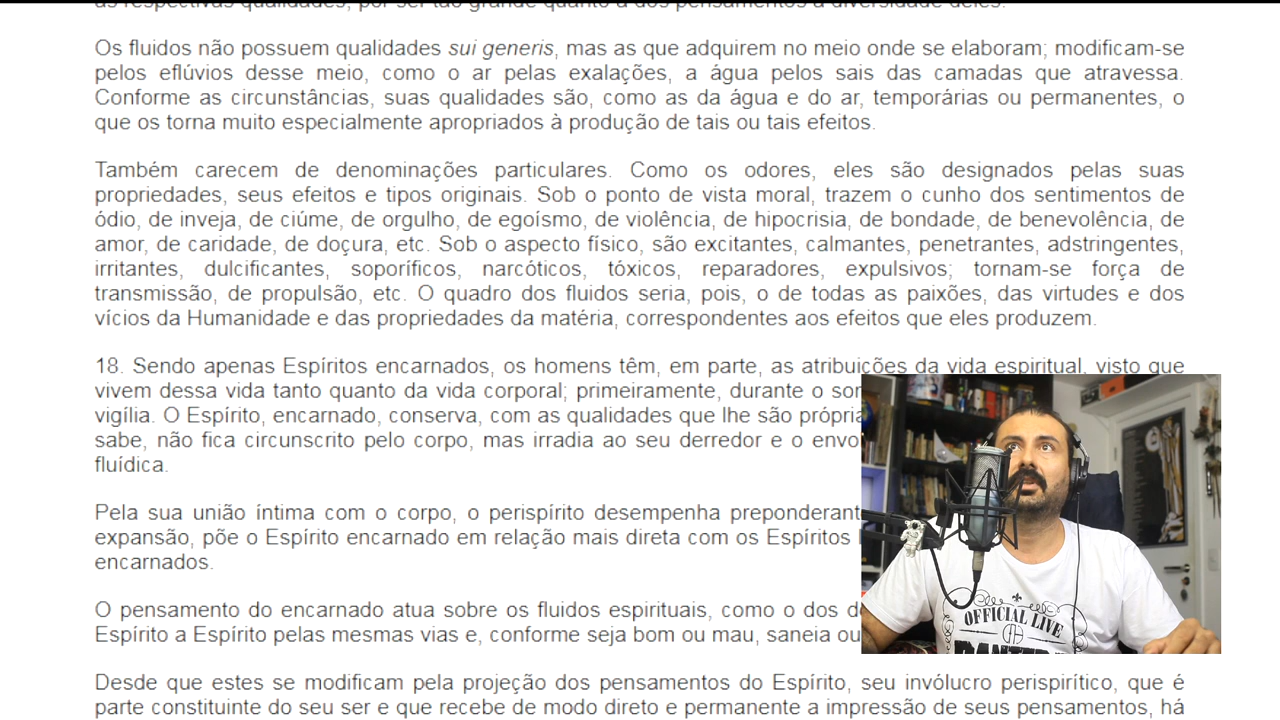 Os fluidos não possuem qualidades sui generis, mas as que adquirem no meio onde se elaboram; modificam-se
pelos eflúvios desse meio, como o ar pelas exalações, a água pelos sais das camadas que atravessa.
Conforme as circunstâncias, suas qualidades são, como as da água e do ar, temporárias ou permanentes, o
que os torna muito especialmente apropriados à produção de tais ou tais efeitos.
Também carecem de denominações particulares. Como os odores, eles são designados pelas suas
propriedades, seus efeitos e tipos originais. Sob o ponto de vista moral, trazem o cunho dos sentimentos de
ódio, de inveja, de ciúme, de orgulho, de egoísmo, de violência, de hipocrisia, de bondade, de benevolência, de
amor, de caridade, de doçura, etc. Sob o aspecto físico, são excitantes, calmantes, penetrantes, adstringentes,
irritantes, dulcificantes, soporíficos, narcóticos, tóxicos, reparadores, expulsivos; tornam-se força de
transmissão, de propulsão, etc. O quadro dos fluidos seria, pois, o de todas as paixões, das virtudes e dos
vícios da Humanidade e das propriedades da matéria, correspondentes aos efeitos que eles produzem.
18. Sendo apenas Espíritos encarnados, os homens têm, em parte, as atribuições da vida espiritual, visto que
vivem dessa vida tanto quanto da vida corporal; primeiramente, durante o
vigília. O Espírito, encarnado, conserva, com as qualidades que lhe são
sabe, não fica circunscrito pelo corpo, mas irradia ao seu derredor e o
fluídica.
Pela sua união íntima com o corpo, o perispírito desempenha
expansão, põe o Espírito encarnado em relação mais direta com os Espíritos
encarnados.
O pensamento do encarnado atua sobre os fluidos espirituais, como o dos
Espírito a Espírito pelas mesmas vias e, conforme seja bom ou mau, saneia ou
Desde que estes se modificam pela projeção dos pensamentos do Espírito, seu invólucro perispirítico, que é
parte constituinte do seu ser e que recebe de modo direto e permanente a impressão de seus pensamentos, há
OFFICIAL LIVE